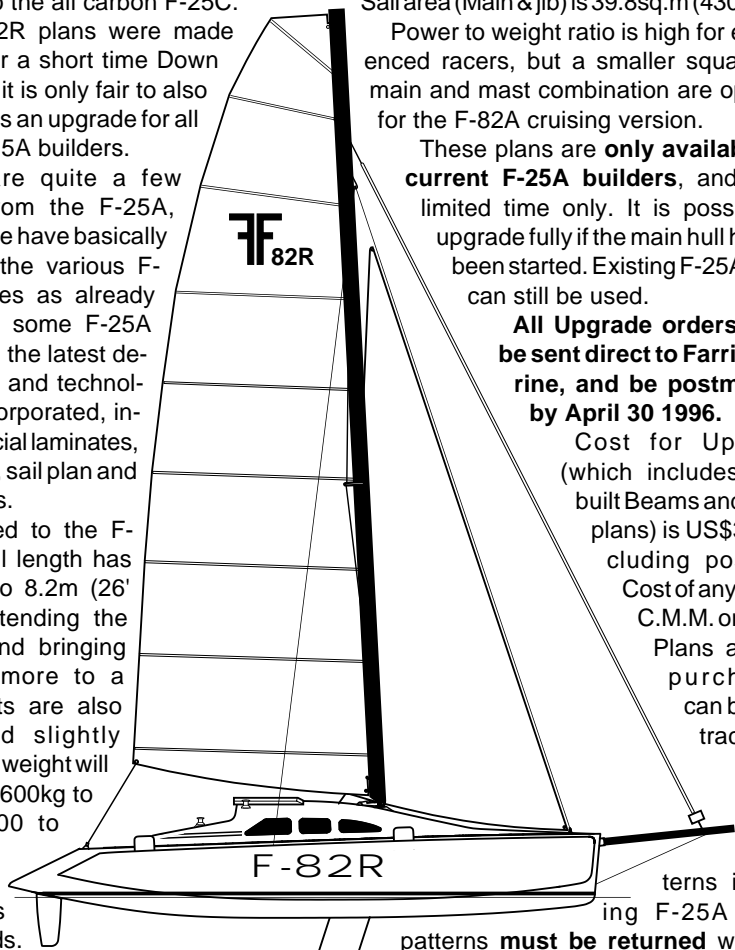 o the all carbon F-25C.
2R plans were made
r a short time Down
it is only fair to also
s an upgrade for all
5A builders.
re quite a few
om the F-25A,
e have basically
the various F-
es as already
some F-25A
the latest de-
and technol-
orporated, in-
cial laminates,
sail plan and
s.
ed to the F-
l length has
o 8.2m (26'
tending the
nd bringing
more to a
ts are also
d slightly
weight will
600kg to
00 to
s
ds.
82R
F-82R
Sail area (Main & jib) is 39.8sq.m (430
Power to weight ratio is high for e
enced racers, but a smaller squa
main and mast combination are op
for the F-82A cruising version.
These plans are only availab
current F-25A builders, and
limited time only. It is poss
upgrade fully if the main hull h
been started. Existing F-25A
can still be used.
All Upgrade orders
be sent direct to Farri
rine, and be postm
by April 30 1996.
Cost for Up
(which includes
built Beams and
plans) is US$3
cluding po
Cost of any
C.M.M. or
Plans a
purch
can b
trac
terns i
ing F-25A
patterns must be returned w